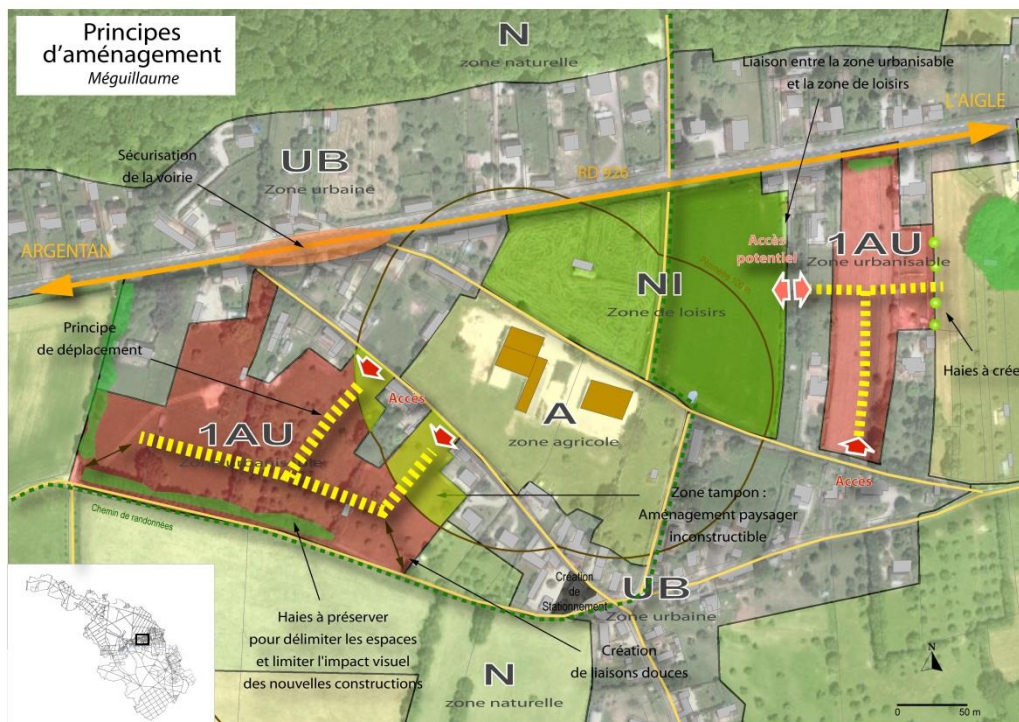 Principes
d'aménagement
Méguillaume
N
zone naturelle
Liaison entre la zone urbanisable
et la zone de loisirs
L'AIGLE
Sécurisation
de la voirie
UB
Zone urbaine
RD 926
ARGENTAN
Accès
potentiel
1AU
Zone urbanisable
NI
Zone de loisirs
Principe
de déplacement
Haies à crée
Accès
A
zone agricole
1AU
Zone urbanisable
Accès
Zone tampon :
Aménagement paysager
inconstructible
Chemin de randonnées
Création
de
Stationnement
UB
Zone urbaine
Haies à préserver
pour délimiter les espaces
et limiter l'impact visuel
des nouvelles constructions
Création
de liaisons douces
N
zone naturelle
N
0
50 m